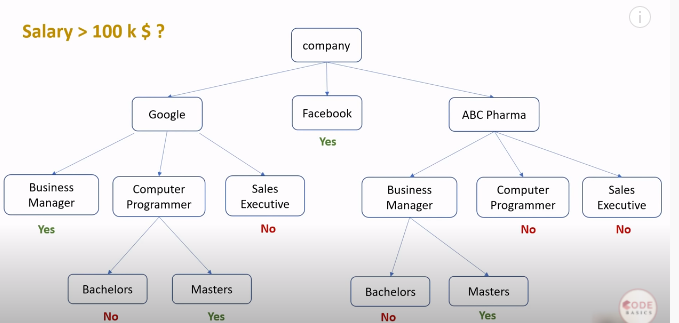 Salary > 100 k $ ?
company
Google
Facebook
ABC Pharma
Yes
Business
Manager
Computer
Programmer
Sales
Executive
Business
Manager
Computer
Programmer
Sales
Executive
Yes
No
No
No
Bachelors
Masters
Bachelors
Masters
No
Yes
No
Yes
CODE
BASICS